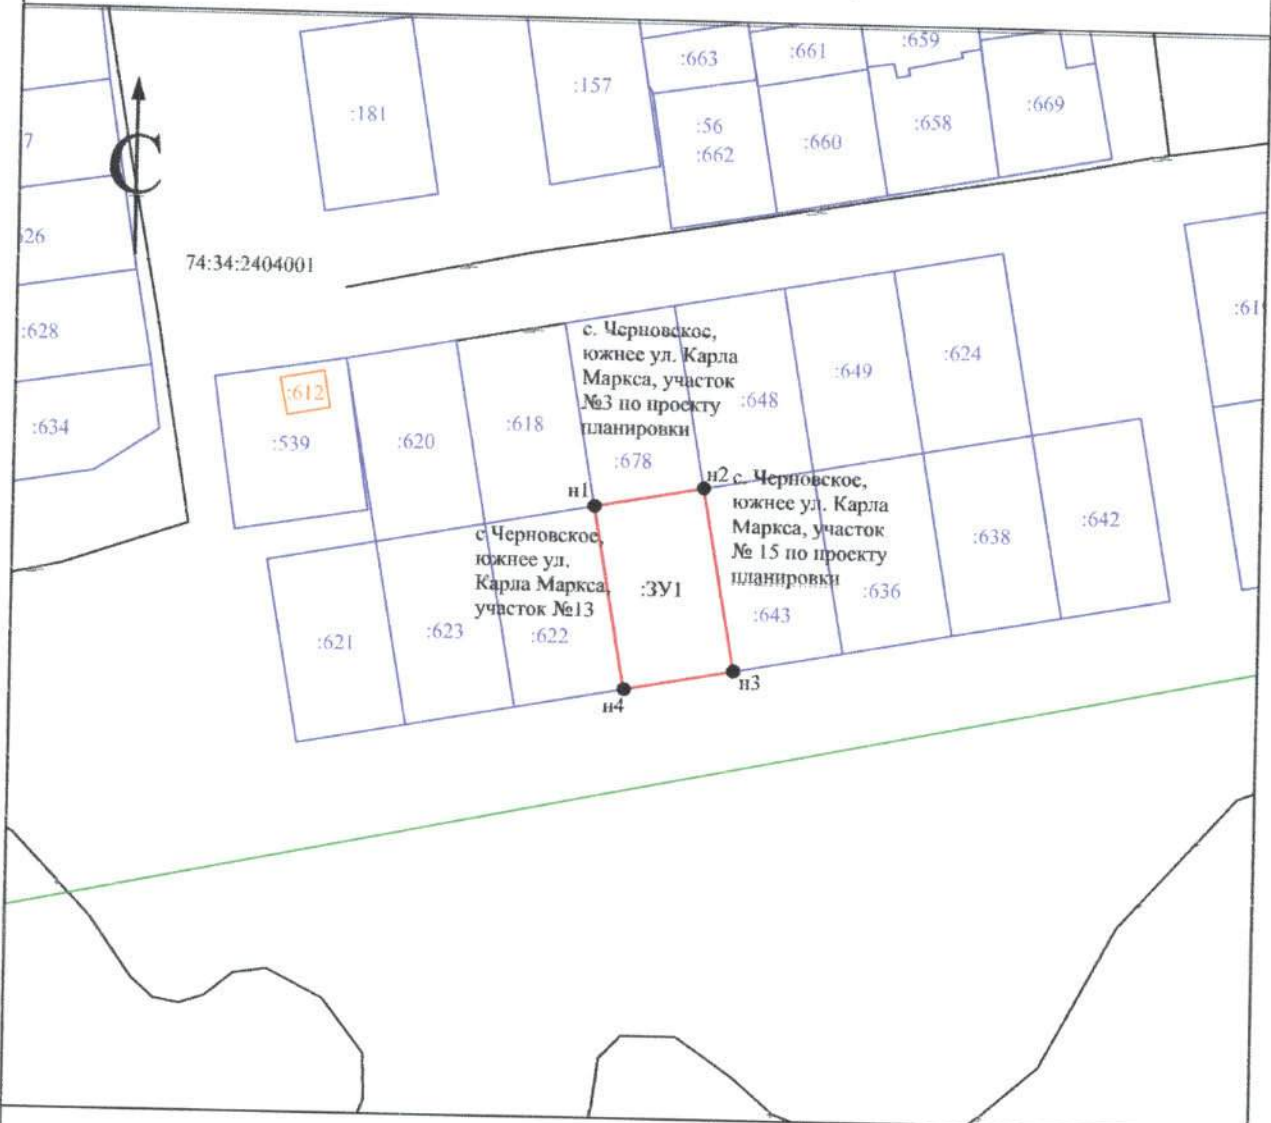 :663
:661
:659
:181
:157
:56
:662
:660
:658
:669
7
С
626
74:34:2404001
:628
:619
с. Черновское,
южнее ул. Карла
Маркса, участок
№3 по проекту
планировки
:649
:624
:612
:648
:634
:539
:620
:618
:678
н1
н2
с. Черновское,
южнее ул. Карла
Маркса, участок
№ 15 по проекту
планировки
:642
:638
с Черновское,
южнее ул.
Карла Маркса,
участок №13
:ЗУ1
:636
:621
:623
:622
:643
н3
н4